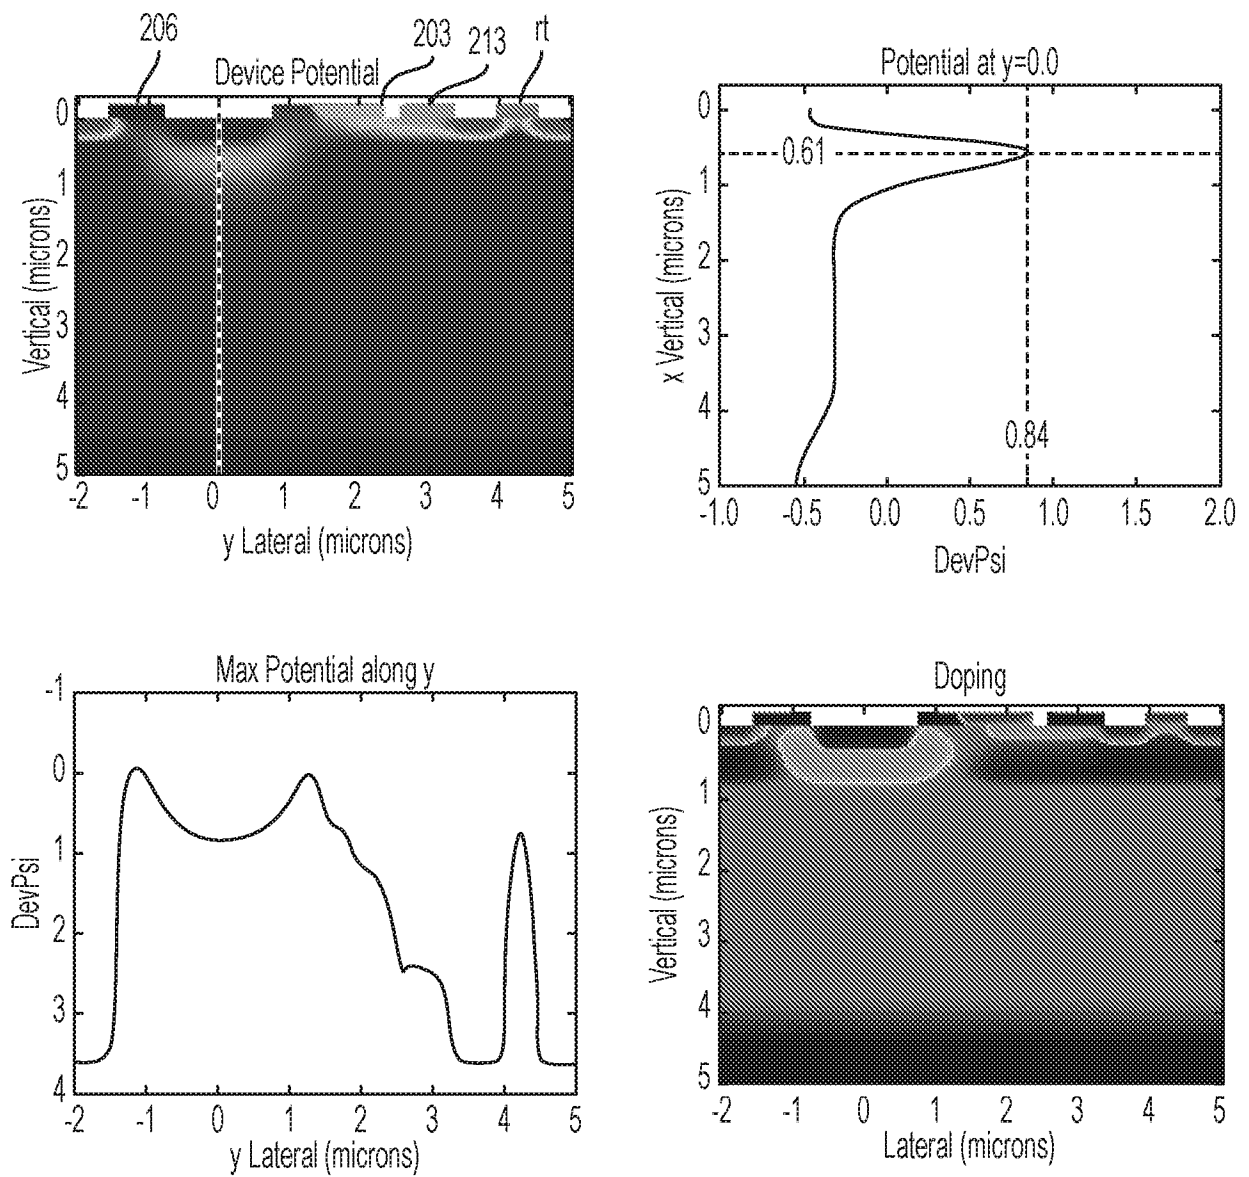 206
203
213
rt
Device Potential
0
1
2
3
4
5
Vertical (microns)
-2 -1 0 1 2 3 4 5
y Lateral (microns)
Potential at y=0.0
0
1
2
3
4
5
x Vertical (microns)
0.61
0.84
-1.0 -0.5 0.0 0.5 1.0 1.5 2.0
DevPsi
Max Potential along y
-1
0
1
2
3
4
DevPsi
-2 -1 0 1 2 3 4 5
y Lateral (microns)
Doping
0
1
2
3
4
5
Vertical (microns)
-2 -1 0 1 2 3 4 5
Lateral (microns)